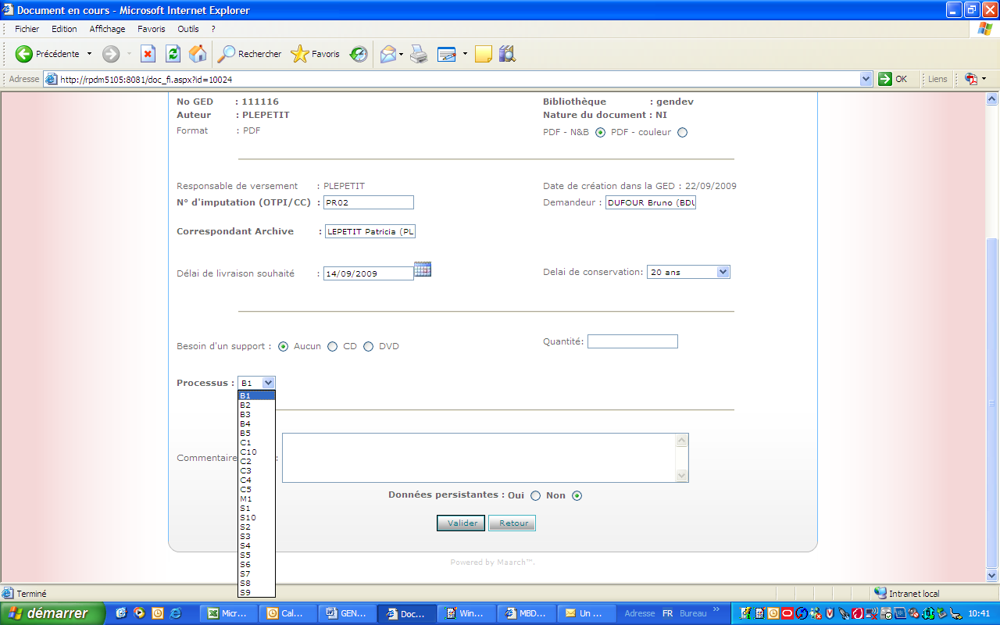 Document en cours - Microsoft Internet Explorer
Fichier Edition Affichage Favoris Outils ?
Précédente Rechercher Favoris
Adresse http://rpdm5105:8081/doc_fi.aspx?id=10024 OK Liens
No GED : 111116 Bibliothèque : gendev
Auteur : PLEPETIT Nature du document : NI
Format : PDF PDF - N&B PDF - couleur
Responsable de versement : PLEPETIT Date de création dans la GED : 22/09/2009
N° d'imputation (OTPI/CC) : PR02 Demandeur : DUFOUR Bruno (BDU
Correspondant Archive : LEPETIT Patricia (PL
Délai de livraison souhaité : 14/09/2009 Delai de conservation: 20 ans
Besoin d'un support : Aucun CD DVD Quantité:
Processus : B1
B1
B2
B3
B4
B5
C1
C10
C2
C3
C4
C5
M1
S1
S10
S2
S3
S4
S5
S6
S7
S8
S9
Commentaire :
Données persistantes : Oui Non
Valider Retour
Powered by Maarch™.
Terminé Intranet local
démarrer Micr... Cal... GEN... Doc... Win... MBD... Un ... Adresse FR Bureau » 10:41